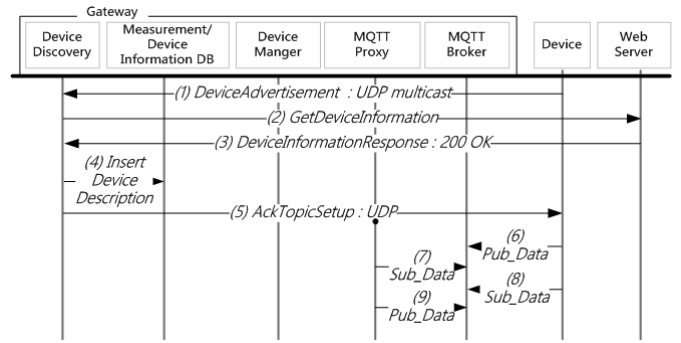 Gateway
Device
Discovery
Measurement/
Device
Information DB
Device
Manger
MQTT
Proxy
MQTT
Broker
Device
Web
Server
(1) DeviceAdvertisement : UDP multicast
(2) GetDeviceInformation
(3) DeviceInformationResponse : 200 OK
(4) Insert
Device
Description
(5) AckTopicSetup : UDP
(6)
Pub_Data
(7)
Sub_Data
(8)
Sub_Data
(9)
Pub_Data